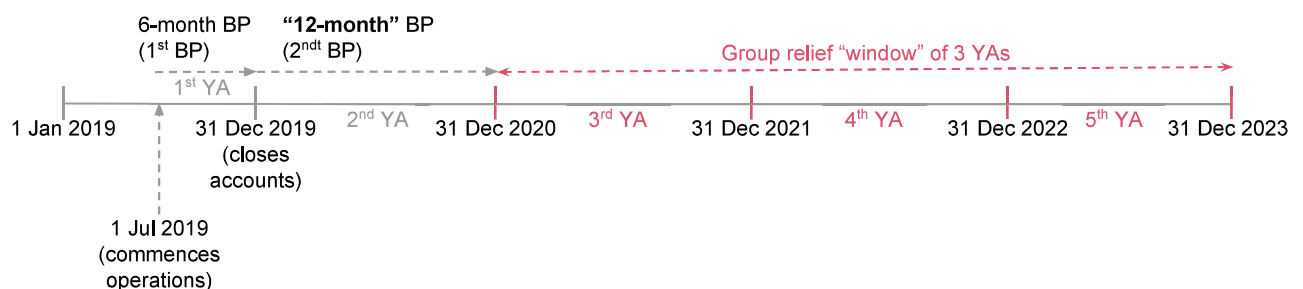 6-month BP
(1st BP)
“12-month” BP
(2ndt BP)
Group relief “window” of 3 YAs
1st YA
2nd YA
3rd YA
4th YA
5th YA
1 Jan 2019
31 Dec 2019
(closes
accounts)
31 Dec 2020
31 Dec 2021
31 Dec 2022
31 Dec 2023
1 Jul 2019
(commences
operations)